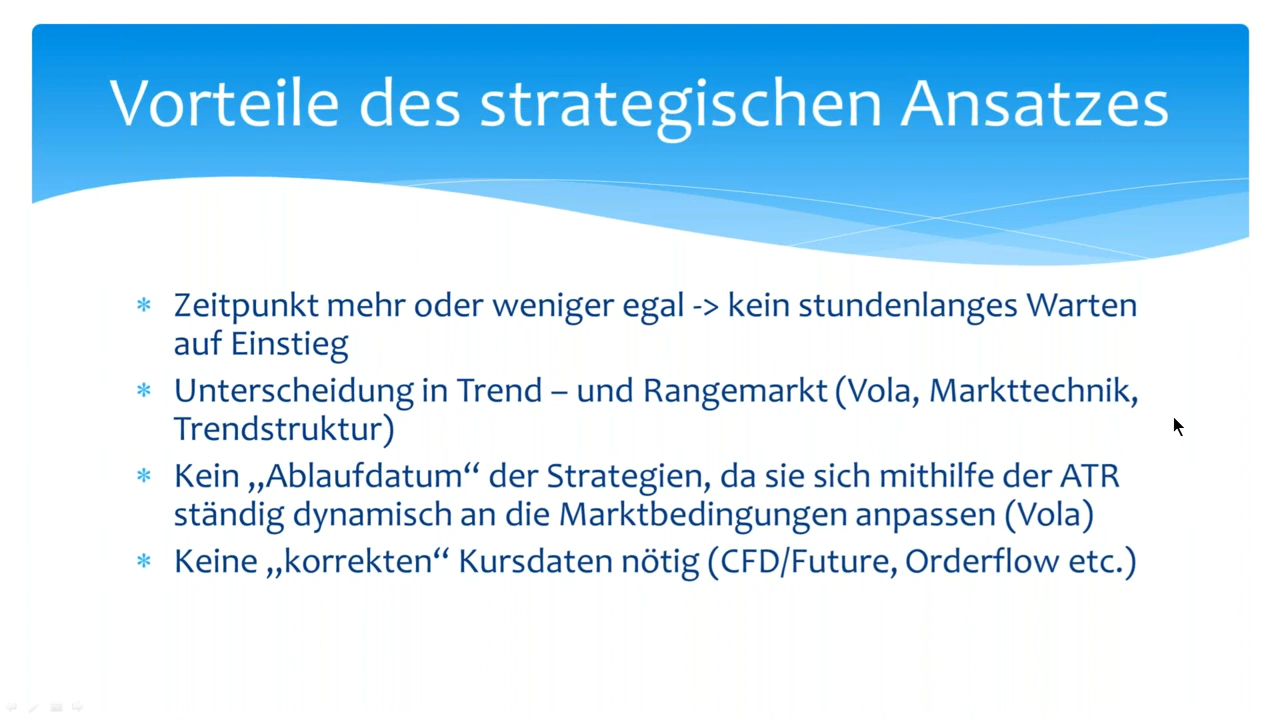 Vorteile des strategischen Ansatzes
* Zeitpunkt mehr oder weniger egal -> kein stundenlanges Warten
auf Einstieg
* Unterscheidung in Trend – und Rangemarkt (Vola, Markttechnik,
Trendstruktur)
* Kein „Ablaufdatum“ der Strategien, da sie sich mithilfe der ATR
ständig dynamisch an die Marktbedingungen anpassen (Vola)
* Keine „korrekten“ Kursdaten nötig (CFD/Future, Orderflow etc.)